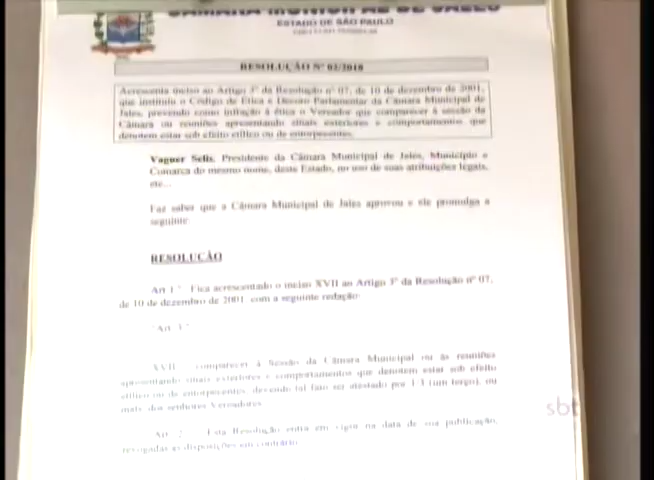 CÂMARA MUNICIPAL DE JALES
ESTADO DE SÃO PAULO
RESOLUÇÃO Nº 02/2010
Acrescenta inciso ao Artigo 3º da Resolução nº 07, de 10 de dezembro de 2001,
que instituiu o Código de Ética e Decoro Parlamentar da Câmara Municipal de
Jales, prevendo como infração à ética o Vereador que comparecer à sessão da
Câmara ou reuniões apresentando sinais exteriores e comportamentos que
denotem estar sob efeito etílico ou de entorpecentes.
Vagner Selis, Presidente da Câmara Municipal de Jales, Município e
Comarca do mesmo nome, deste Estado, no uso de suas atribuições legais,
etc...
Faz saber que a Câmara Municipal de Jales aprovou e ele promulga a
seguinte
RESOLUÇÃO
Art 1º Fica acrescentado o inciso XVII ao Artigo 3º da Resolução nº 07,
de 10 de dezembro de 2001, com a seguinte redação
"Art. 3º
XVII comparecer à Sessão da Câmara Municipal ou às reuniões
apresentando sinais exteriores e comportamentos que denotem estar sob efeito
etílico ou de entorpecentes, devendo tal fato ser atestado por 1/3 (um terço), ou
mais, dos senhores Vereadores
Art. 2º Esta Resolução entra em vigor na data de sua publicação,
revogadas as disposições em contrário
sbt